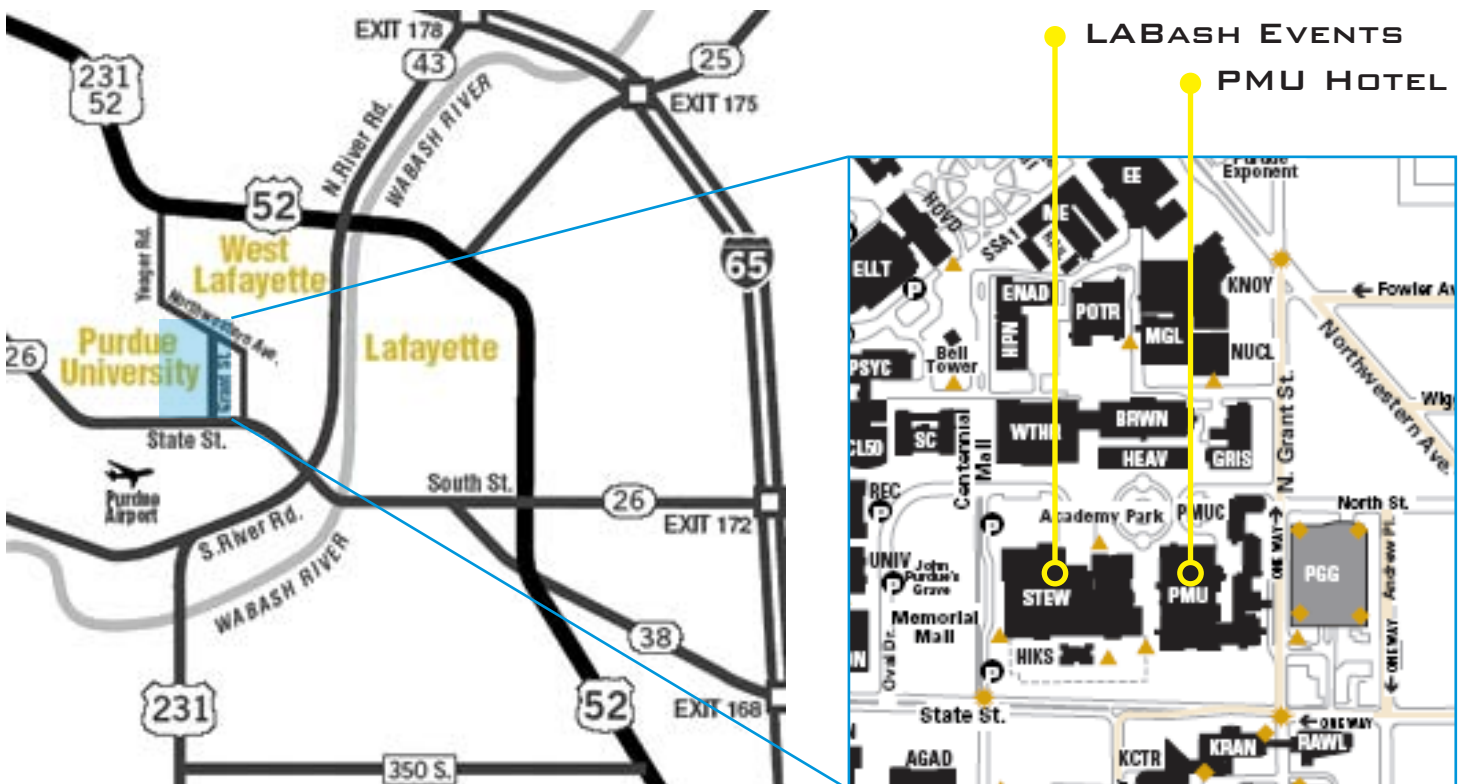 LABash Events
PMU Hotel
EXIT 178
43
25
EXIT 175
231
52
N. River Rd.
WABASH RIVER
52
Yeager Rd.
West
Lafayette
65
Northwestern Ave.
Purdue
University
Grant St.
Lafayette
26
State St.
Purdue
Airport
South St.
26
EXIT 172
S. River Rd.
WABASH RIVER
38
231
52
EXIT 168
350 S.
Purdue
Exponent
EE
HOVD
ME
SSA1
ELLT
P
ENAD
HPN
POTR
KNOY
MGL
NUCL
← Fowler Av
Bell
Tower
PSYC
Northwestern Ave.
Wig
N. Grant St.
CL50
SC
Centennial
Mall
WTHR
BRWN
HEAV
GRIS
REC
P
P
Academy Park
PMUC
North St.
ONE WAY
PGG
Andrew Pl.
UNIV
John
Purdue's
Grave
P
STEW
PMU
Memorial
Mall
Oval Dr.
HIKS
P
ONE WAY
State St.
← ONE WAY
AGAD
KCTR
KRAN
RAWL